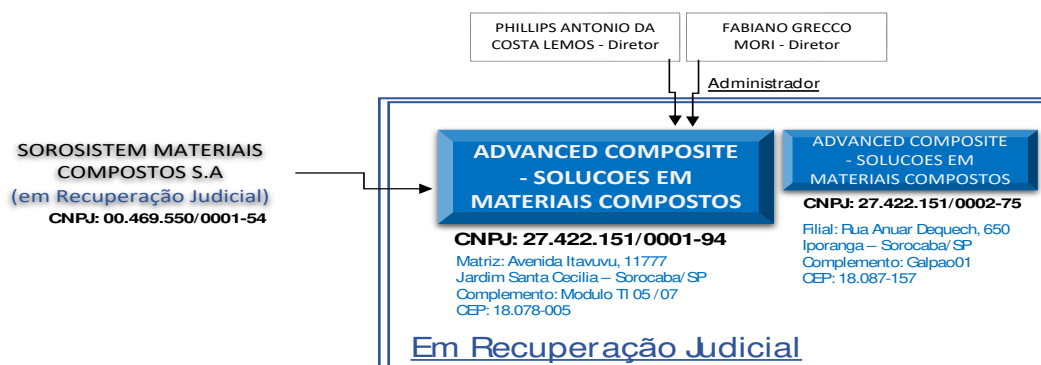 PHILLIPS ANTONIO DA
COSTA LEMOS - Diretor
FABIANO GRECCO
MORI - Diretor
Administrador
SOROSISTEM MATERIAIS
COMPOSTOS S.A
(em Recuperação Judicial)
CNPJ: 00.469.550/0001-54
ADVANCED COMPOSITE
- SOLUCOES EM
MATERIAIS COMPOSTOS
CNPJ: 27.422.151/0001-94
Matriz: Avenida Itavuvu, 11777
Jardim Santa Cecilia – Sorocaba/SP
Complemento: Modulo TI 05 /07
CEP: 18.078-005
ADVANCED COMPOSITE
- SOLUCOES EM
MATERIAIS COMPOSTOS
CNPJ: 27.422.151/0002-75
Filial: Rua Anuar Dequech, 650
Iporanga – Sorocaba/SP
Complemento: Galpao01
CEP: 18.087-157
Em Recuperação Judicial